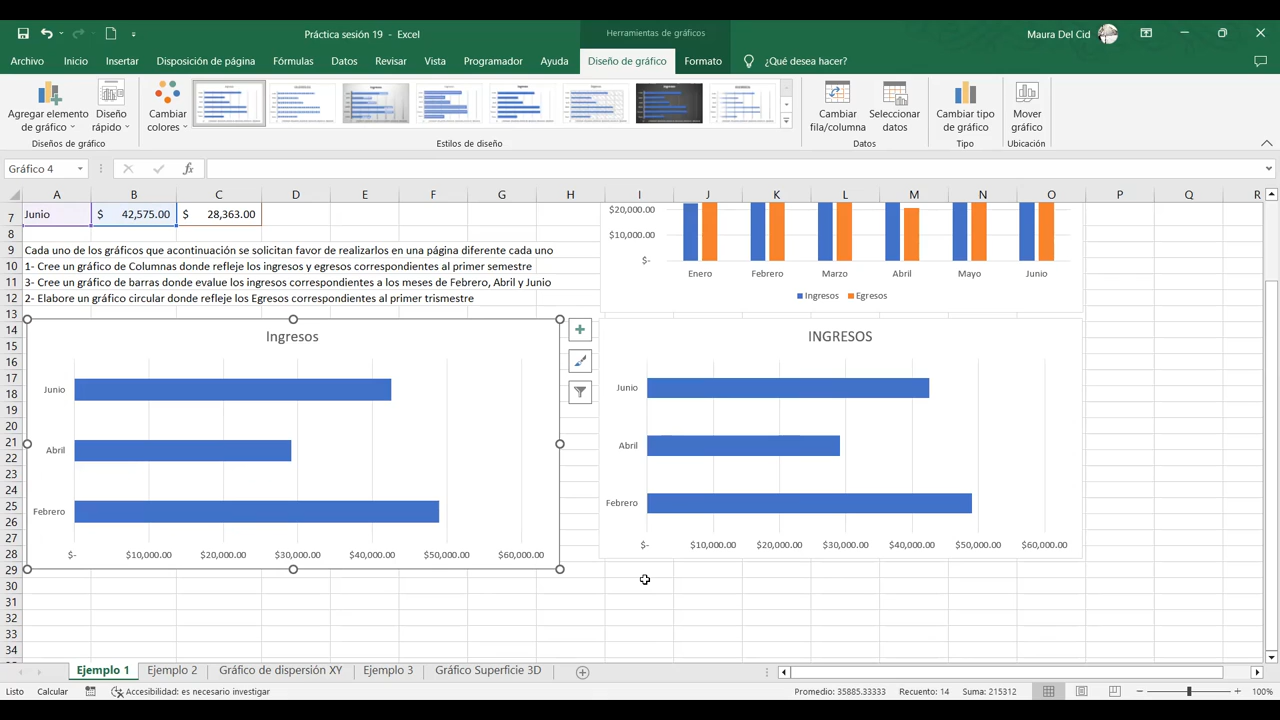 Práctica sesión 19 - Excel
Herramientas de gráficos
Maura Del Cid
Archivo Inicio Insertar Disposición de página Fórmulas Datos Revisar Vista Programador Ayuda Diseño de gráfico Formato ¿Qué desea hacer?
Agregar elemento de gráfico
Diseño rápido
Cambiar colores
Cambiar fila/columna
Seleccionar datos
Cambiar tipo de gráfico
Mover gráfico
Diseños de gráfico
Estilos de diseño
Datos
Tipo
Ubicación
Gráfico 4
fx
A B C D E F G H I J K L M N O P Q R
7 Junio $ 42,575.00 $ 28,363.00
8
9 Cada uno de los gráficos que acontinuación se solicitan favor de realizarlos en una página diferente cada uno
10 1- Cree un gráfico de Columnas donde refleje los ingresos y egresos correspondientes al primer semestre
11 3- Cree un gráfico de barras donde evalue los ingresos correspondientes a los meses de Febrero, Abril y Junio
12 2- Elabore un gráfico circular donde refleje los Egresos correspondientes al primer trismestre
13
14
15
16
17
18
19
20
21
22
23
24
25
26
27
28
29
30
31
32
33
34
$20,000.00
$10,000.00
$-
Enero Febrero Marzo Abril Mayo Junio
Ingresos Egresos
Ingresos
Junio
Abril
Febrero
$- $10,000.00 $20,000.00 $30,000.00 $40,000.00 $50,000.00 $60,000.00
INGRESOS
Junio
Abril
Febrero
$- $10,000.00 $20,000.00 $30,000.00 $40,000.00 $50,000.00 $60,000.00
Ejemplo 1 Ejemplo 2 Gráfico de dispersión XY Ejemplo 3 Gráfico Superficie 3D
Listo Calcular Accesibilidad: es necesario investigar Promedio: 35885.33333 Recuento: 14 Suma: 215312 100%